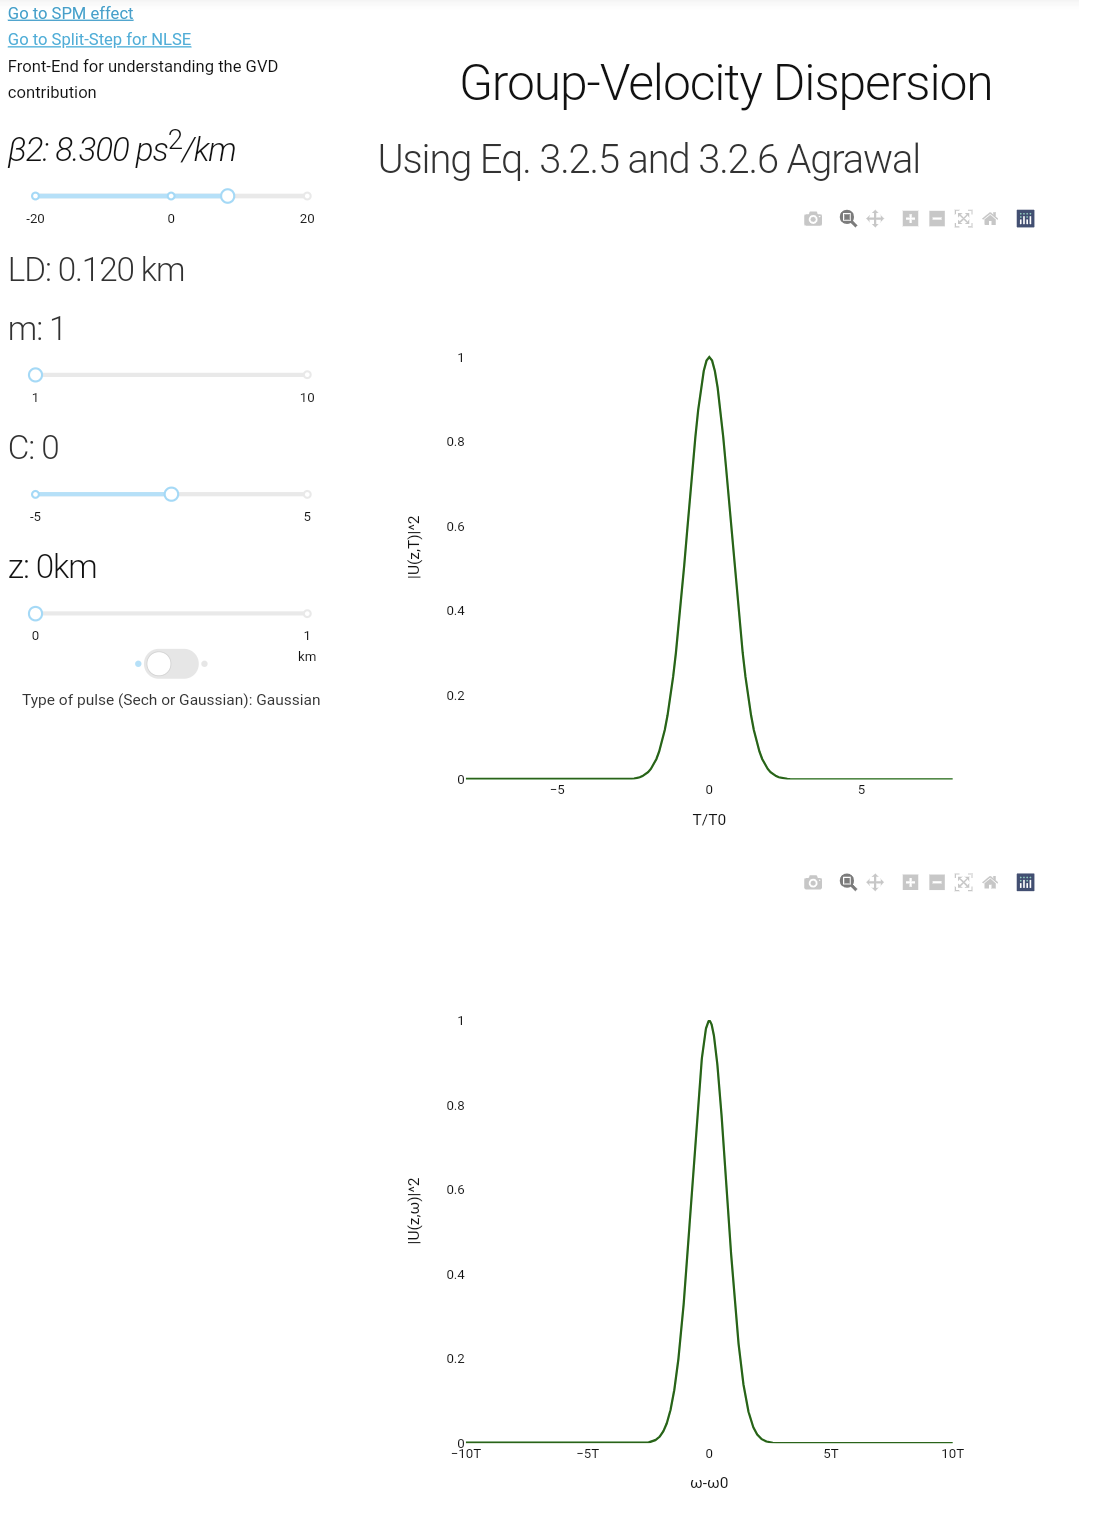 Go to SPM effect
Go to Split-Step for NLSE
Front-End for understanding the GVD
contribution
β2: 8.300 ps2/km
-20 0 20
LD: 0.120 km
m: 1
1 10
C: 0
-5 5
z: 0km
0 1
km
Type of pulse (Sech or Gaussian): Gaussian
Group-Velocity Dispersion
Using Eq. 3.2.5 and 3.2.6 Agrawal
1
0.8
0.6
0.4
0.2
0
|U(z,T)|^2
−5 0 5
T/T0
1
0.8
0.6
0.4
0.2
0
|U(z,ω)|^2
−10T −5T 0 5T 10T
ω-ω0